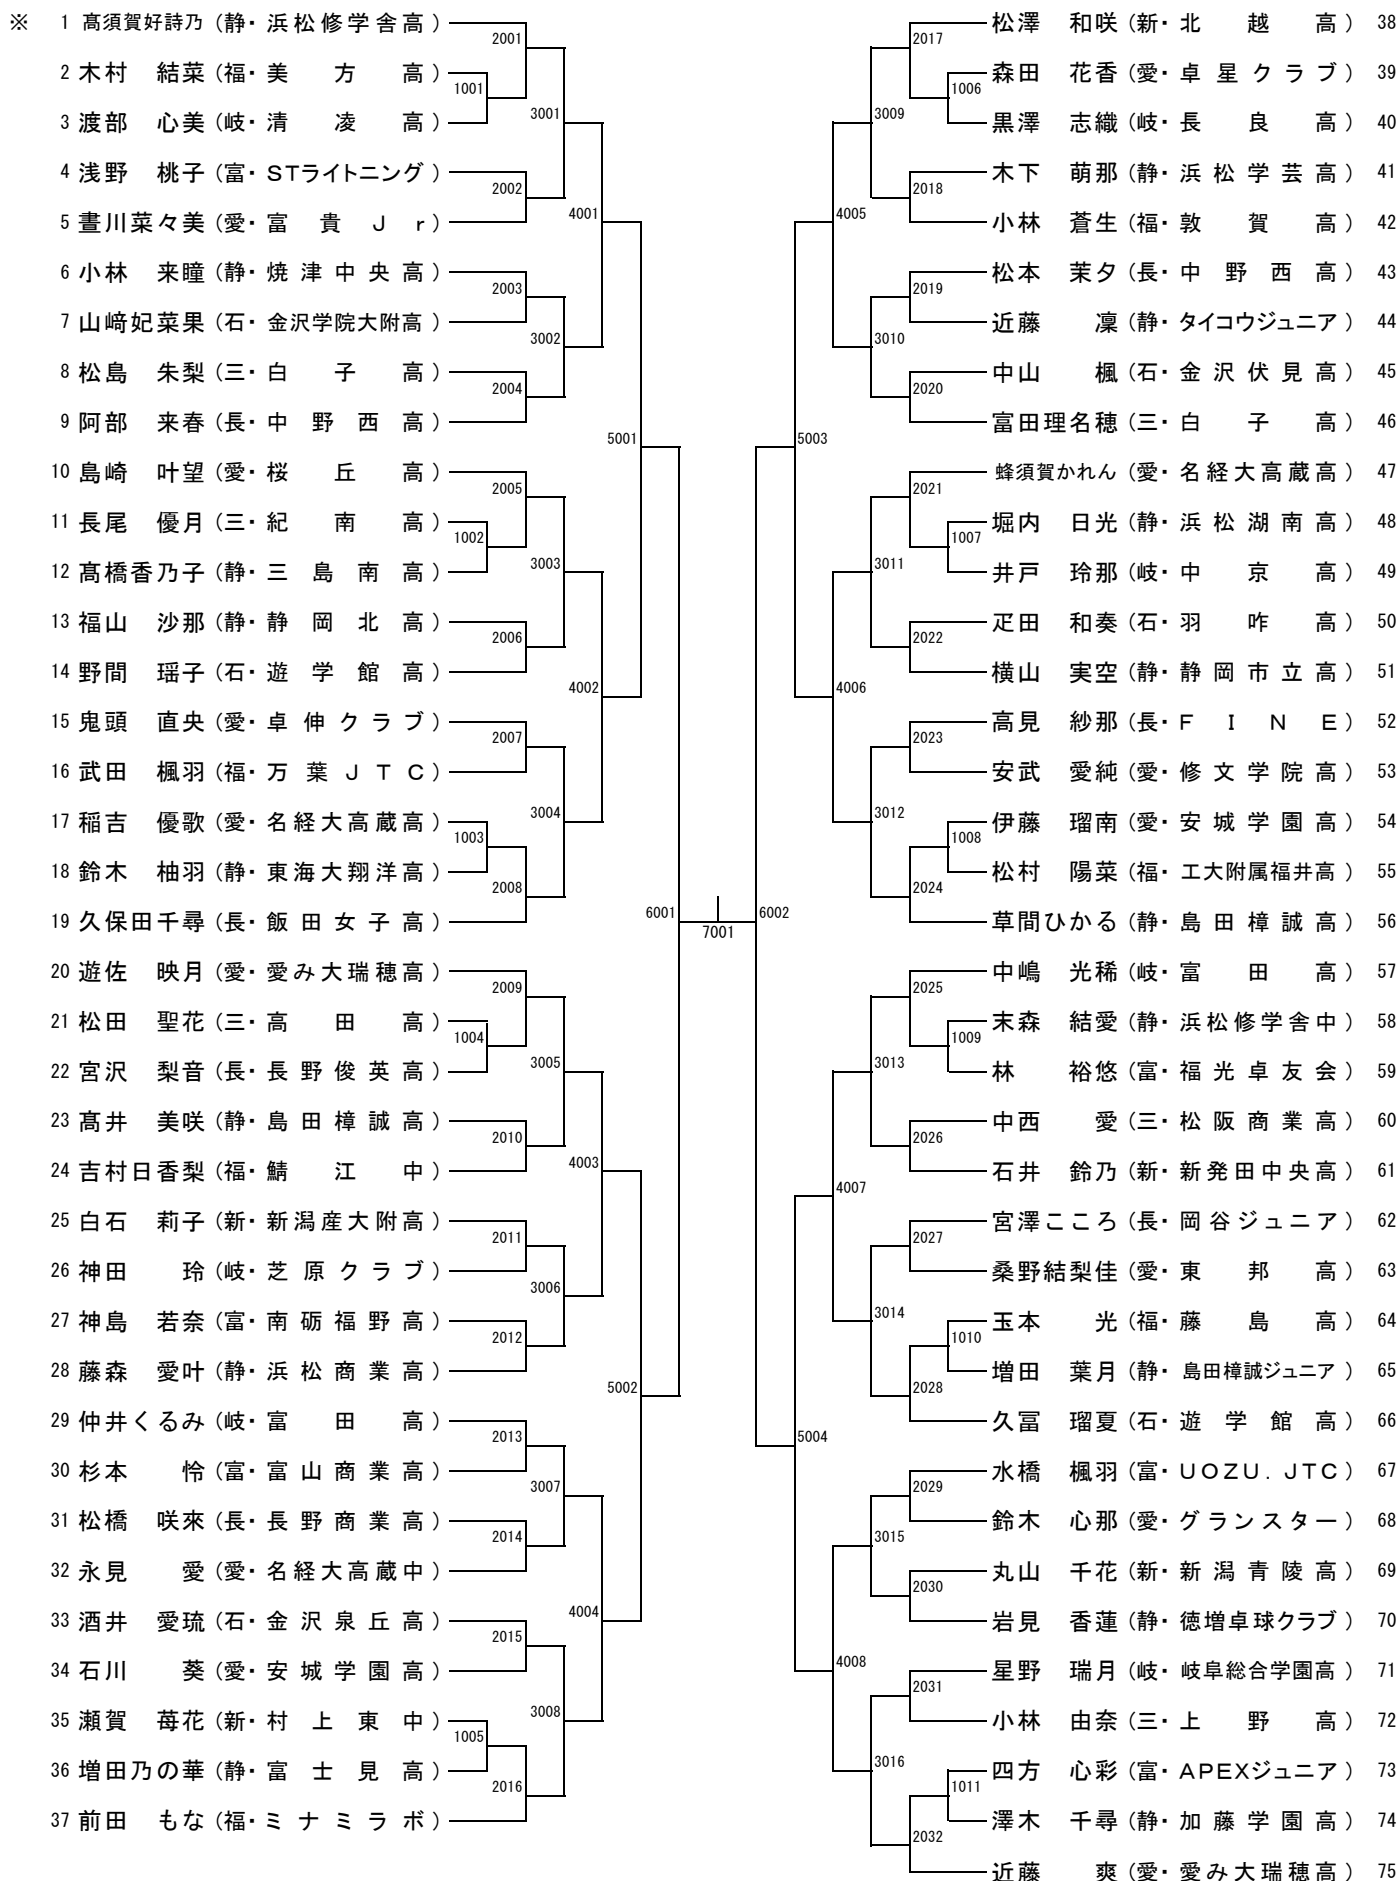 ※ 1 髙須賀好詩乃 (静・浜松修学舎高)
2 木村 結菜 (福・美方高)
3 渡部 心美 (岐・清凌高)
4 浅野 桃子 (富・STライトニング)
5 晝川菜々美 (愛・富貴Jr)
6 小林 来瞳 (静・焼津中央高)
7 山﨑妃菜果 (石・金沢学院大附高)
8 松島 朱梨 (三・白子高)
9 阿部 来春 (長・中野西高)
10 島崎 叶望 (愛・桜丘高)
11 長尾 優月 (三・紀南高)
12 髙橋香乃子 (静・三島南高)
13 福山 沙那 (静・静岡北高)
14 野間 瑶子 (石・遊学館高)
15 鬼頭 直央 (愛・卓伸クラブ)
16 武田 楓羽 (福・万葉JTC)
17 稲吉 優歌 (愛・名経大高蔵高)
18 鈴木 柚羽 (静・東海大翔洋高)
19 久保田千尋 (長・飯田女子高)
20 遊佐 映月 (愛・愛み大瑞穂高)
21 松田 聖花 (三・高田高)
22 宮沢 梨音 (長・長野俊英高)
23 髙井 美咲 (静・島田樟誠高)
24 吉村日香梨 (福・鯖江中)
25 白石 莉子 (新・新潟産大附高)
26 神田 玲 (岐・芝原クラブ)
27 神島 若奈 (富・南砺福野高)
28 藤森 愛叶 (静・浜松商業高)
29 仲井くるみ (岐・富田高)
30 杉本 怜 (富・富山商業高)
31 松橋 咲來 (長・長野商業高)
32 永見 愛 (愛・名経大高蔵中)
33 酒井 愛琉 (石・金沢泉丘高)
34 石川 葵 (愛・安城学園高)
35 瀬賀 苺花 (新・村上東中)
36 増田乃の華 (静・富士見高)
37 前田 もな (福・ミナミラボ)
1001
1002
1003
1004
1005
2001
2002
2003
2004
2005
2006
2007
2008
2009
2010
2011
2012
2013
2014
2015
2016
3001
3002
3003
3004
3005
3006
3007
3008
4001
4002
4003
4004
5001
5002
6001
7001
6002
5003
5004
4005
4006
4007
4008
3009
3010
3011
3012
3013
3014
3015
3016
2017
2018
2019
2020
2021
2022
2023
2024
2025
2026
2027
2028
2029
2030
2031
2032
1006
1007
1008
1009
1010
1011
松澤 和咲 (新・北越高) 38
森田 花香 (愛・卓星クラブ) 39
黒澤 志織 (岐・長良高) 40
木下 萌那 (静・浜松学芸高) 41
小林 蒼生 (福・敦賀高) 42
松本 茉夕 (長・中野西高) 43
近藤 凜 (静・タイコウジュニア) 44
中山 楓 (石・金沢伏見高) 45
富田理名穂 (三・白子高) 46
蜂須賀かれん (愛・名経大高蔵高) 47
堀内 日光 (静・浜松湖南高) 48
井戸 玲那 (岐・中京高) 49
疋田 和奏 (石・羽咋高) 50
横山 実空 (静・静岡市立高) 51
高見 紗那 (長・FINE) 52
安武 愛純 (愛・修文学院高) 53
伊藤 瑠南 (愛・安城学園高) 54
松村 陽菜 (福・工大附属福井高) 55
草間ひかる (静・島田樟誠高) 56
中嶋 光稀 (岐・富田高) 57
末森 結愛 (静・浜松修学舎中) 58
林 裕悠 (富・福光卓友会) 59
中西 愛 (三・松阪商業高) 60
石井 鈴乃 (新・新発田中央高) 61
宮澤こころ (長・岡谷ジュニア) 62
桑野結梨佳 (愛・東邦高) 63
玉本 光 (福・藤島高) 64
増田 葉月 (静・島田樟誠ジュニア) 65
久冨 瑠夏 (石・遊学館高) 66
水橋 楓羽 (富・UOZU.JTC) 67
鈴木 心那 (愛・グランスター) 68
丸山 千花 (新・新潟青陵高) 69
岩見 香蓮 (静・徳増卓球クラブ) 70
星野 瑞月 (岐・岐阜総合学園高) 71
小林 由奈 (三・上野高) 72
四方 心彩 (富・APEXジュニア) 73
澤木 千尋 (静・加藤学園高) 74
近藤 爽 (愛・愛み大瑞穂高) 75